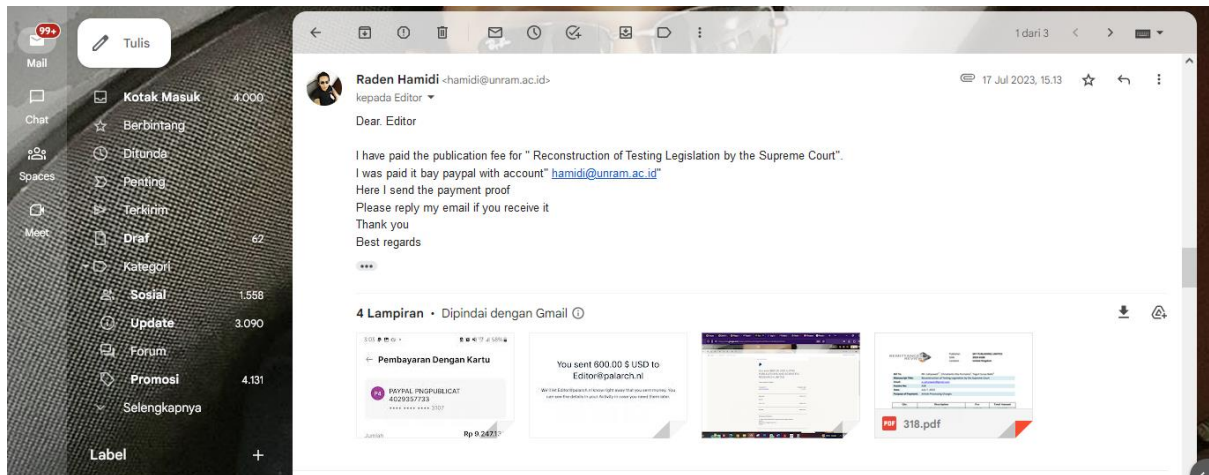 99+
Mail
Chat
Spaces
Meet
Tulis
Kotak Masuk 4.000
Berbintang
Ditunda
Penting
Terkirim
Draf 62
Kategori
Sosial 1.558
Update 3.090
Forum
Promosi 4.131
Selengkapnya
Label +
1 dari 3
Raden Hamidi <hamidi@unram.ac.id>
17 Jul 2023, 15.13
kepada Editor
Dear. Editor
I have paid the publication fee for " Reconstruction of Testing Legislation by the Supreme Court".
I was paid it bay paypal with account" hamidi@unram.ac.id"
Here I send the payment proof
Please reply my email if you receive it
Thank you
Best regards
4 Lampiran • Dipindai dengan Gmail
Pembayaran Dengan Kartu
PAYPAL PNGPUBLICAT
4029357733
Jumlah
You sent 600.00 $ USD to
Editor@palarch.nl
PDF 318.pdf